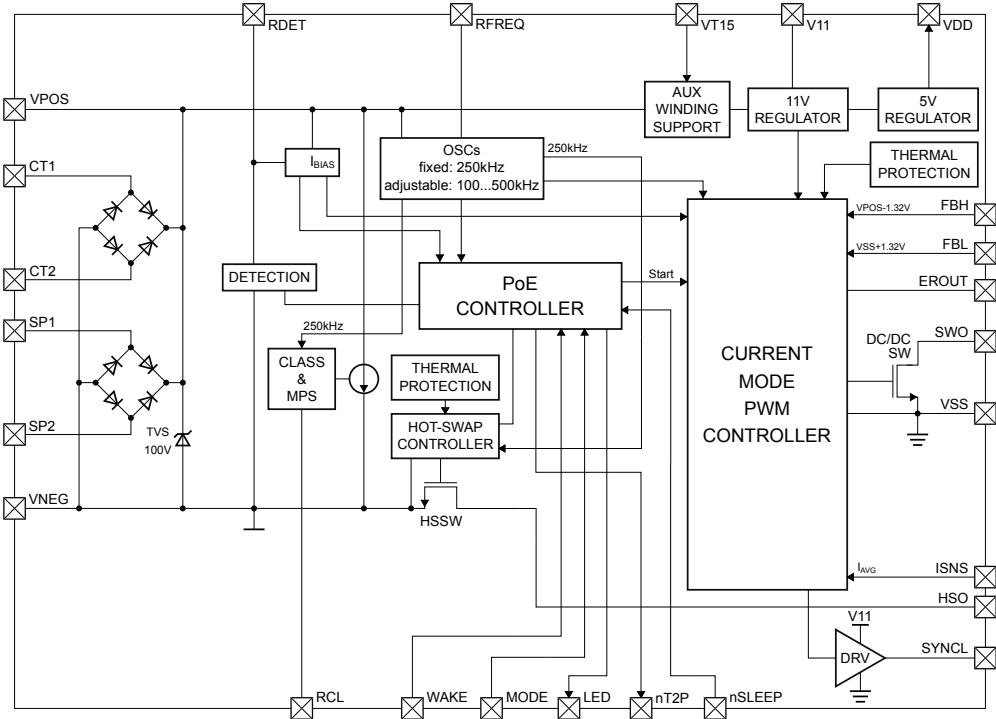 RDET
RFREQ
VT15
V11
VDD
VPOS
AUX
WINDING
SUPPORT
11V
REGULATOR
5V
REGULATOR
IBIAS
OSCs
fixed: 250kHz
adjustable: 100...500kHz
250kHz
THERMAL
PROTECTION
CT1
VPOS-1.32V
FBH
VSS+1.32V
FBL
CT2
DETECTION
PoE
CONTROLLER
Start
EROUT
SP1
250kHz
DC/DC
SW
SWO
CLASS
&
MPS
THERMAL
PROTECTION
CURRENT
MODE
PWM
CONTROLLER
VSS
SP2
TVS
100V
HOT-SWAP
CONTROLLER
VNEG
HSSW
IAVG
ISNS
HSO
V11
DRV
SYNCL
RCL
WAKE
MODE
LED
nT2P
nSLEEP